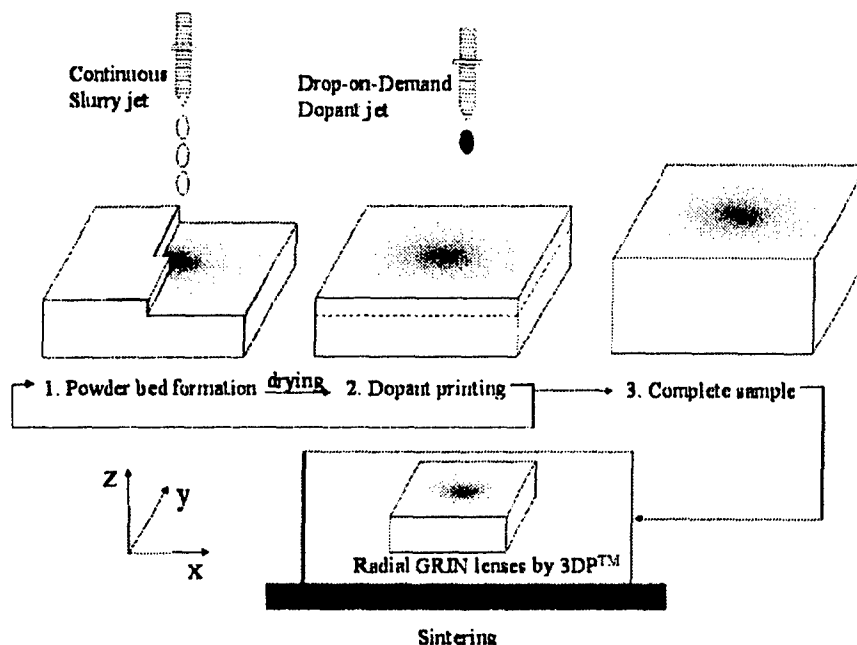 Continuous
Slurry jet
Drop-on-Demand
Dopant jet
1. Powder bed formation drying 2. Dopant printing 3. Complete sample
z
y
x
Radial GRIN lenses by 3DP™
Sintering